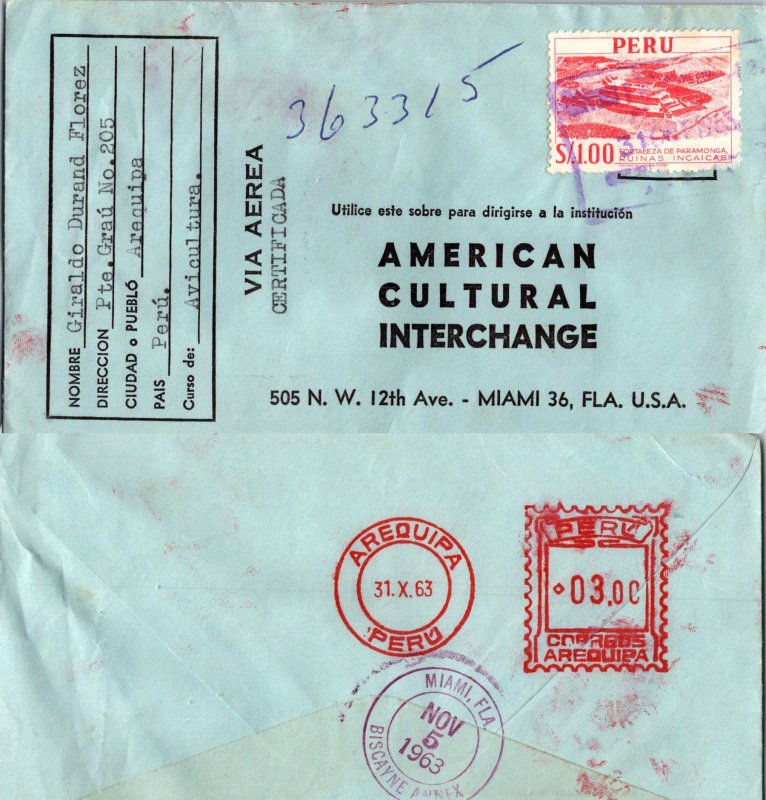 NOMBRE Giraldo Durand Florez
DIRECCION Pte.Graú No.205
CIUDAD o PUEBLO Arequipa
PAIS Perú.
Curso de: Avicultura.
VIA AEREA
CERTIFICADA
363315
PERU
S/.1.00 FORTALEZA DE PARAMONGA,
RUINAS INCAICAS
Utilice este sobre para dirigirse a la institución
AMERICAN
CULTURAL
INTERCHANGE
505 N. W. 12th Ave. - MIAMI 36, FLA. U.S.A.
AREQUIPA
31.X.63
PERU
PERU
03.00
CORREOS
AREQUIPA
MIAMI, FLA.
NOV
5
1963
BISCAYNE ANNEX